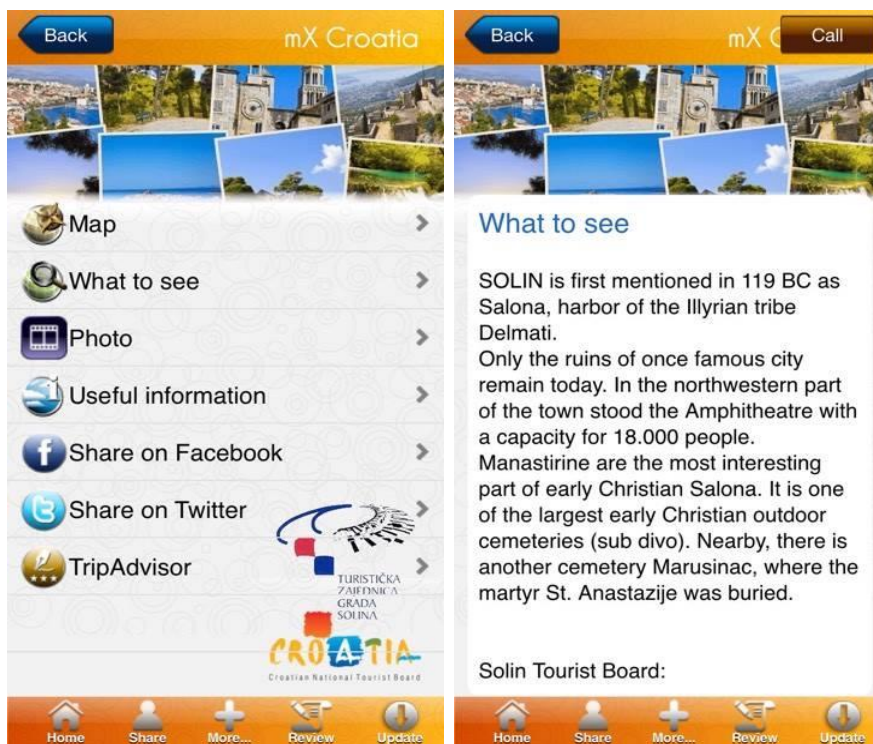 Back
mX Croatia
Map
What to see
Photo
Useful information
Share on Facebook
Share on Twitter
TripAdvisor
TURISTIČKA
ZAJEDNICA
GRADA
SOLINA
CROATIA
Croatian National Tourist Board
Home
Share
More...
Review
Update
Back
mX C
Call
What to see
SOLIN is first mentioned in 119 BC as
Salona, harbor of the Illyrian tribe
Delmati.
Only the ruins of once famous city
remain today. In the northwestern part
of the town stood the Amphitheatre with
a capacity for 18.000 people.
Manastirine are the most interesting
part of early Christian Salona. It is one
of the largest early Christian outdoor
cemeteries (sub divo). Nearby, there is
another cemetery Marusinac, where the
martyr St. Anastazije was buried.
Solin Tourist Board:
Home
Share
More...
Review
Update